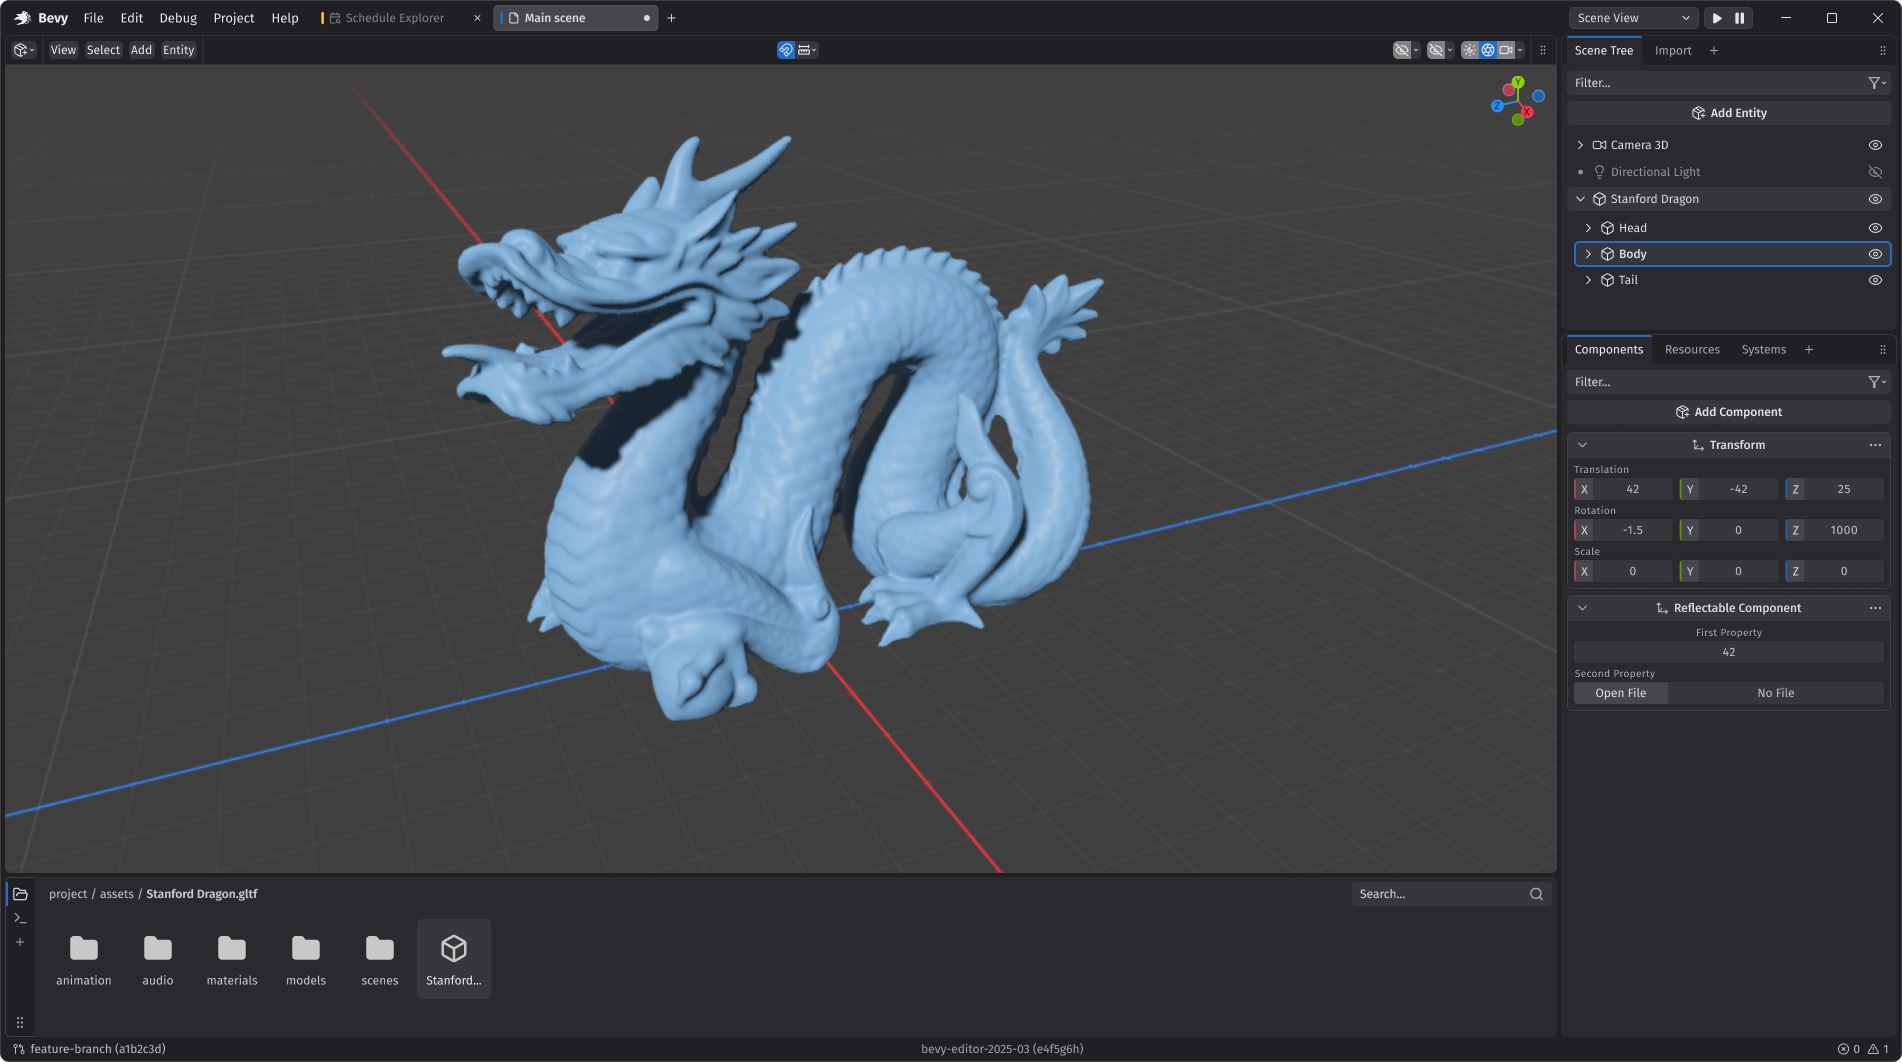 Bevy File Edit Debug Project Help Schedule Explorer Main scene Scene View
View Select Add Entity
Y
Z
X
Scene Tree Import
Filter...
Add Entity
Camera 3D
Directional Light
Stanford Dragon
Head
Body
Tail
Components Resources Systems
Filter...
Add Component
Transform
Translation
X 42 Y -42 Z 25
Rotation
X -1.5 Y 0 Z 1000
Scale
X 0 Y 0 Z 0
Reflectable Component
First Property
42
Second Property
Open File No File
project / assets / Stanford Dragon.gltf Search...
animation audio materials models scenes Stanford...
feature-branch (a1b2c3d) bevy-editor-2025-03 (e4f5g6h) 0 1